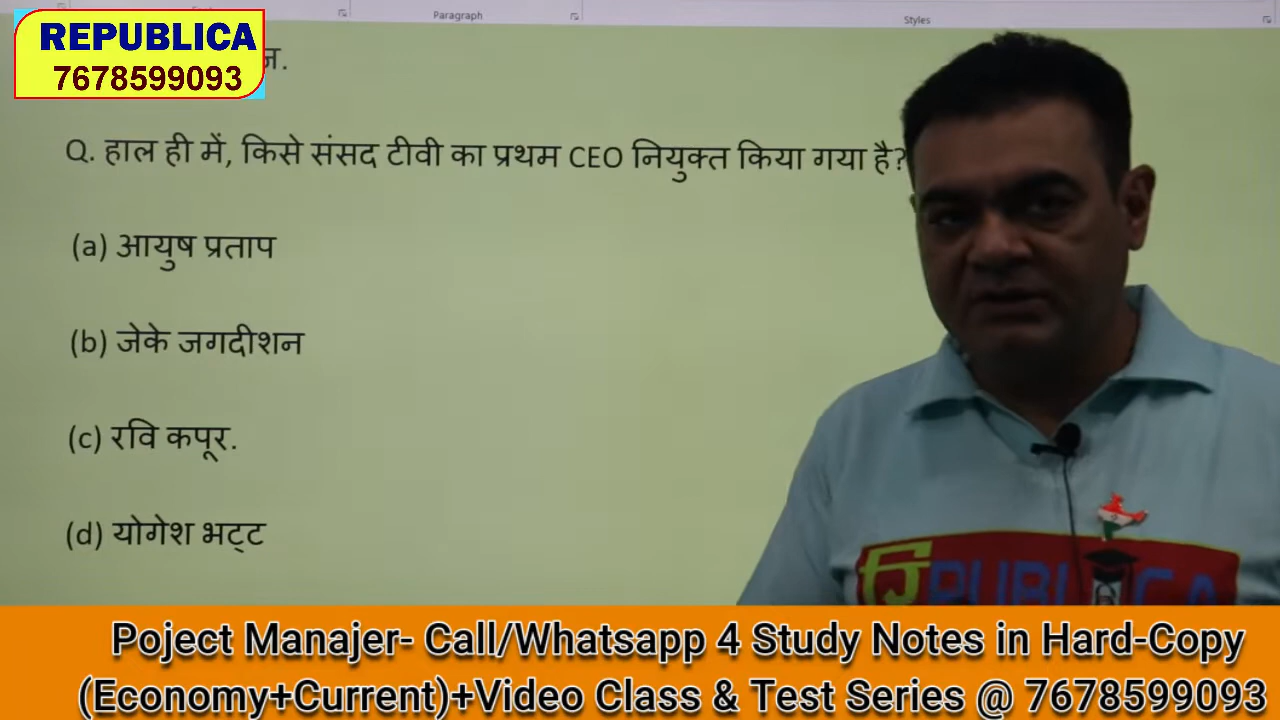 Paragraph
Styles
REPUBLICA
7678599093
न.
Q. हाल ही में, किसे संसद टीवी का प्रथम CEO नियुक्त किया गया है?
(a) आयुष प्रताप
(b) जेके जगदीशन
(c) रवि कपूर.
(d) योगेश भट्ट
Poject Manajer- Call/Whatsapp 4 Study Notes in Hard-Copy
(Economy+Current)+Video Class & Test Series @ 7678599093